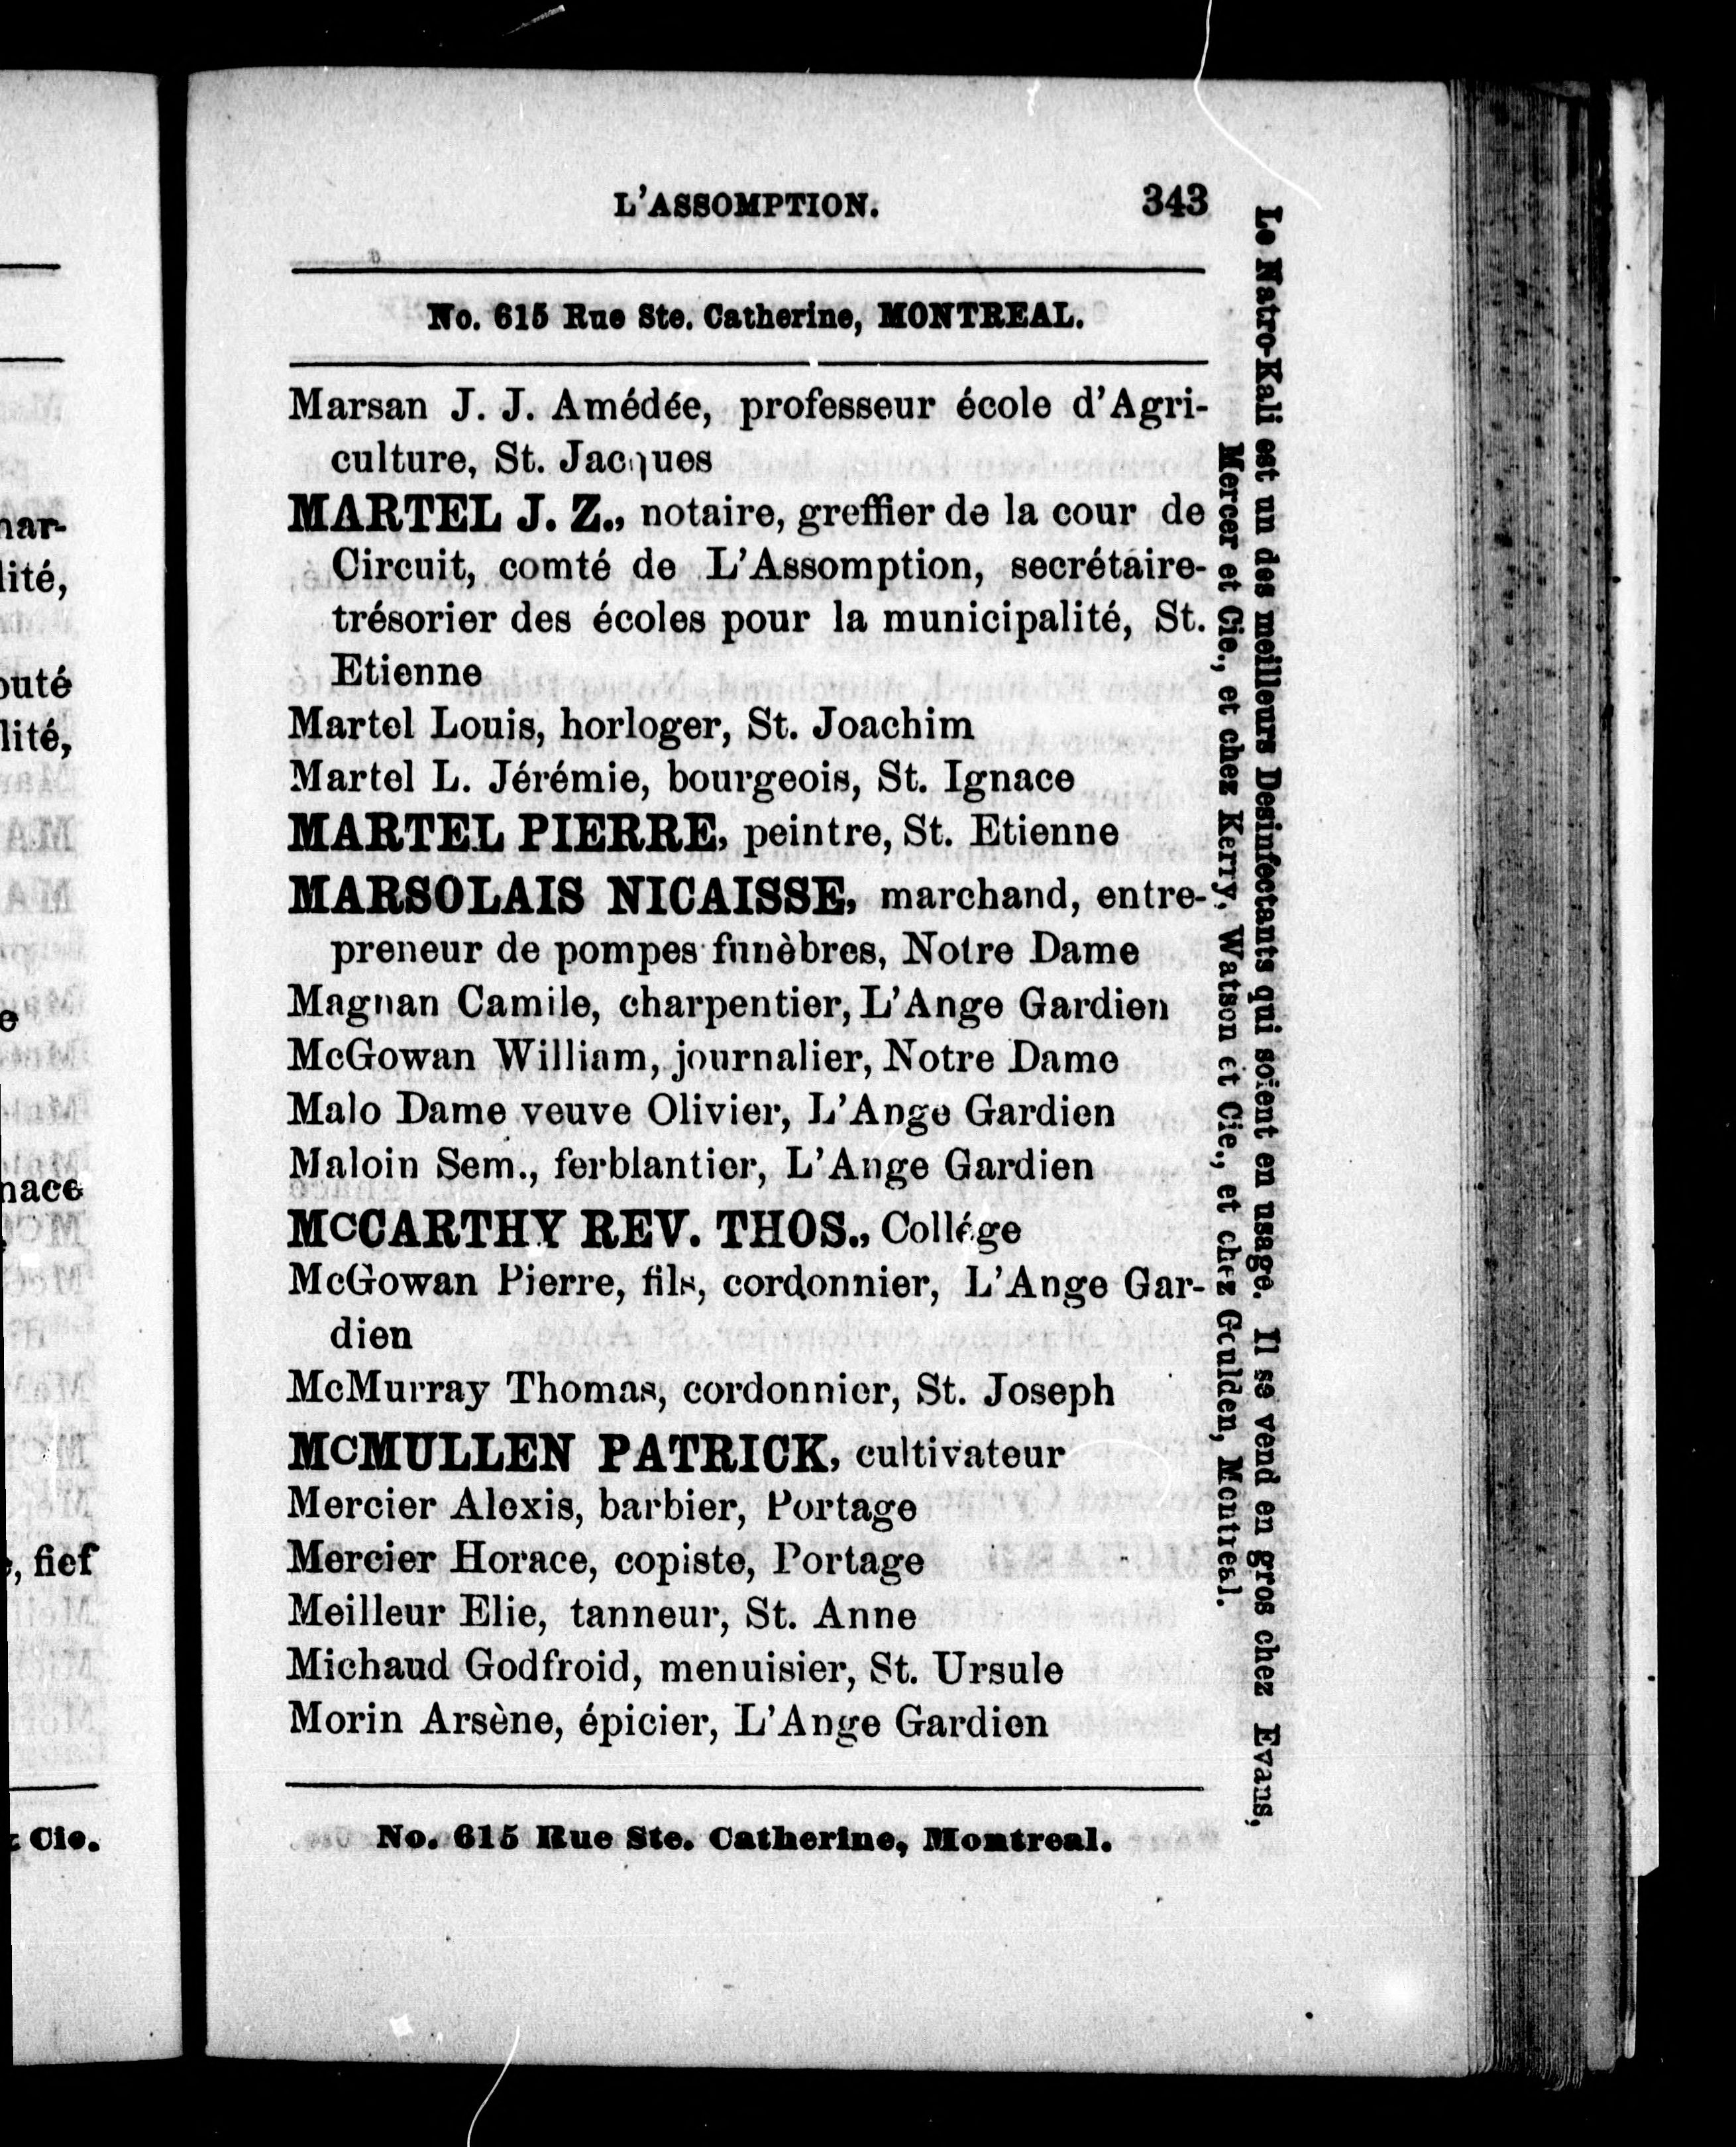 L'ASSOMPTION. 343
No. 615 Rue Ste. Catherine, MONTREAL.
Marsan J. J. Amédée, professeur école d'Agri-
culture, St. Jacques
MARTEL J. Z., notaire, greffier de la cour de
Circuit, comté de L'Assomption, secrétaire-
trésorier des écoles pour la municipalité, St.
Etienne
Martel Louis, horloger, St. Joachim
Martel L. Jérémie, bourgeois, St. Ignace
MARTEL PIERRE, peintre, St. Etienne
MARSOLAIS NICAISSE, marchand, entre-
preneur de pompes funèbres, Notre Dame
Magnan Camile, charpentier, L'Ange Gardien
McGowan William, journalier, Notre Dame
Malo Dame veuve Olivier, L'Ange Gardien
Maloin Sem., ferblantier, L'Ange Gardien
McCARTHY REV. THOS., Collége
McGowan Pierre, fils, cordonnier, L'Ange Gar-
dien
McMurray Thomas, cordonnier, St. Joseph
McMULLEN PATRICK, cultivateur
Mercier Alexis, barbier, Portage
Mercier Horace, copiste, Portage
Meilleur Elie, tanneur, St. Anne
Michaud Godfroid, menuisier, St. Ursule
Morin Arsène, épicier, L'Ange Gardien
No. 615 Rue Ste. Catherine, Montreal.
Le Natro-Kali est un des meilleurs Desinfectants qui soient en usage. Il se vend en gros chez Evans,
Mercer et Cie., et chez Kerry, Watson et Cie., et chez Goulden, Montreal.
lité,
lité,
, fief
Cie.